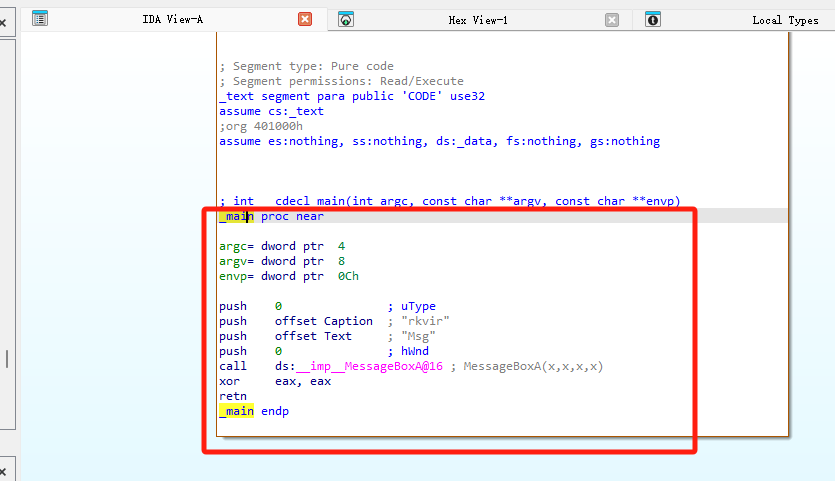 IDA View-A Hex View-1 Local Types
; Segment type: Pure code
; Segment permissions: Read/Execute
_text segment para public 'CODE' use32
assume cs:_text
;org 401000h
assume es:nothing, ss:nothing, ds:_data, fs:nothing, gs:nothing
; int cdecl main(int argc, const char **argv, const char **envp)
_main proc near
argc= dword ptr 4
argv= dword ptr 8
envp= dword ptr 0Ch
push 0 ; uType
push offset Caption ; "rkvir"
push offset Text ; "Msg"
push 0 ; hWnd
call ds:__imp__MessageBoxA@16 ; MessageBoxA(x,x,x,x)
xor eax, eax
retn
_main endp